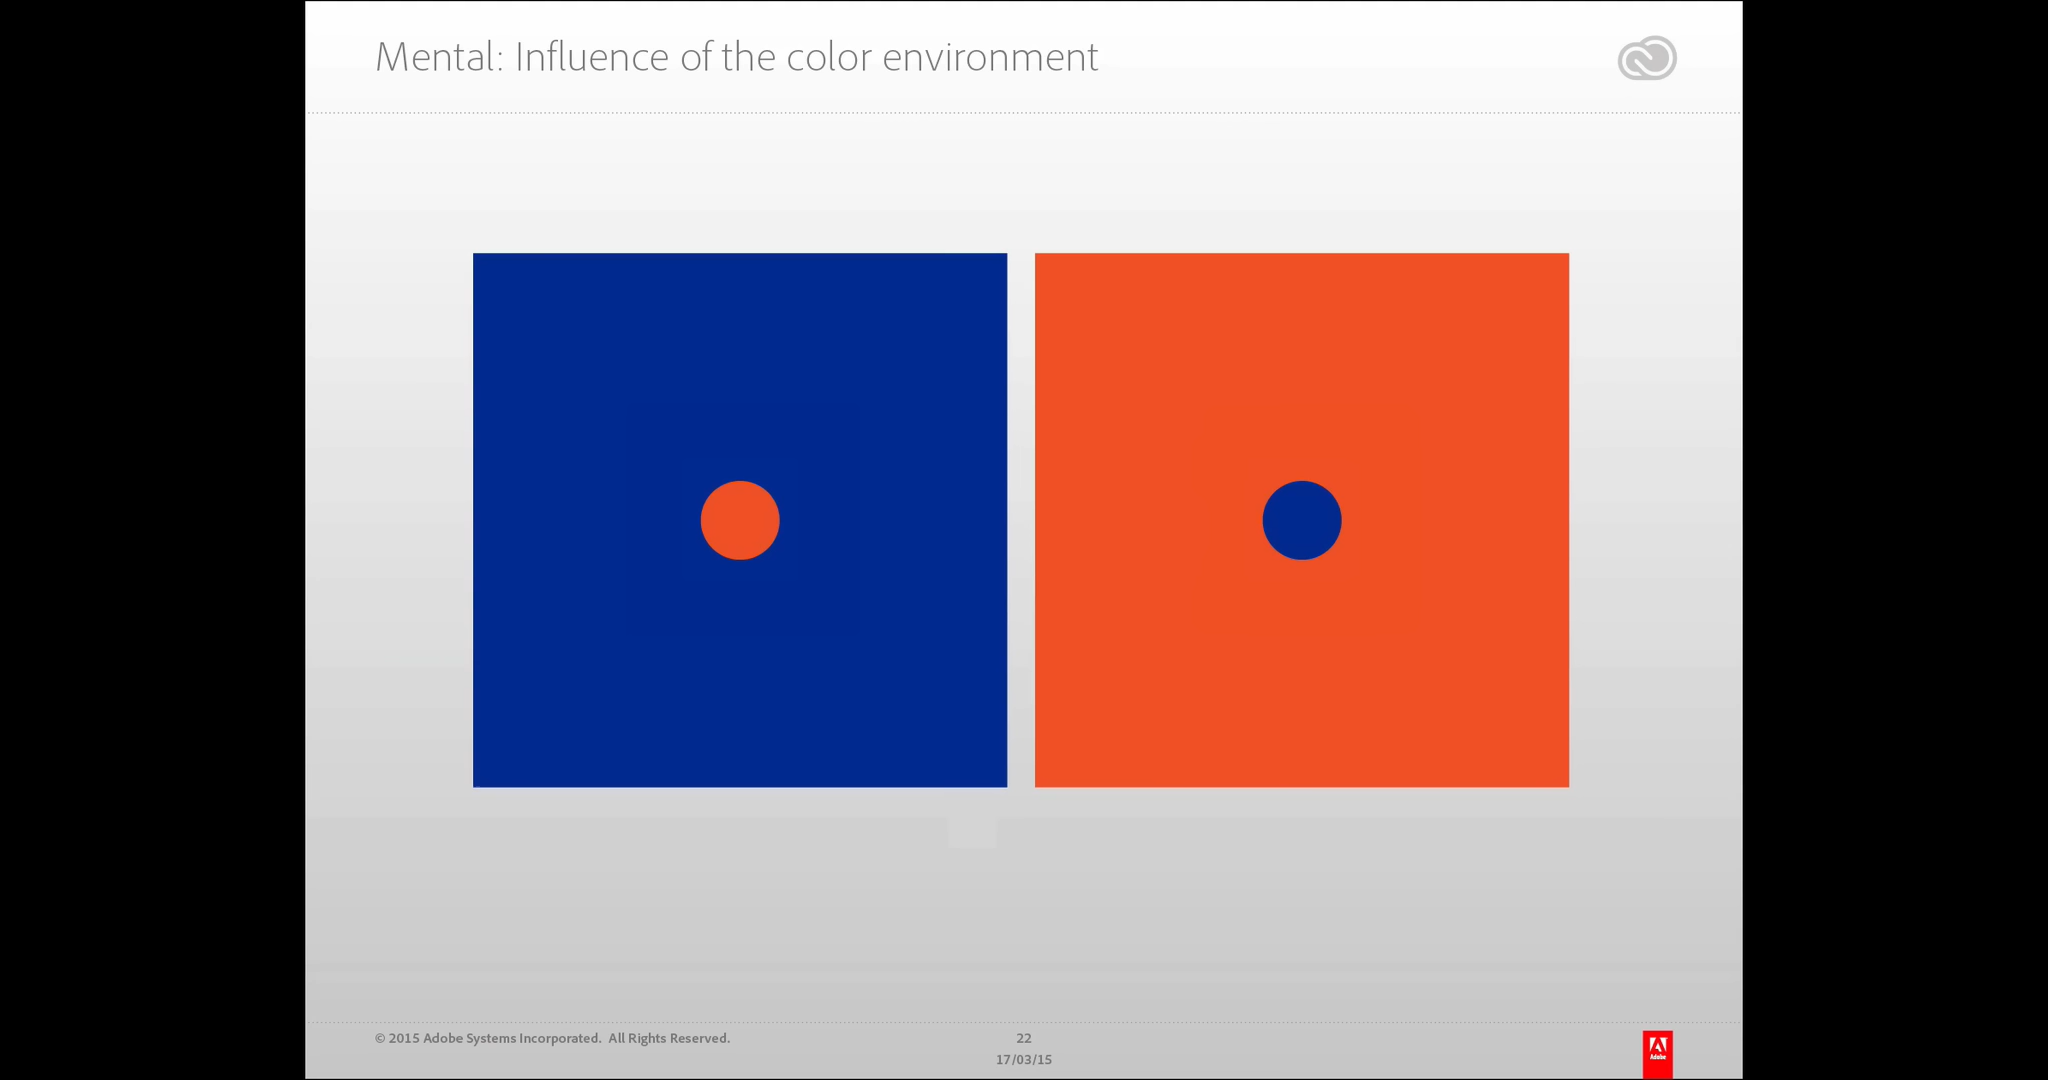 Mental: Influence of the color environment
© 2015 Adobe Systems Incorporated. All Rights Reserved.
22
17/03/15
Adobe